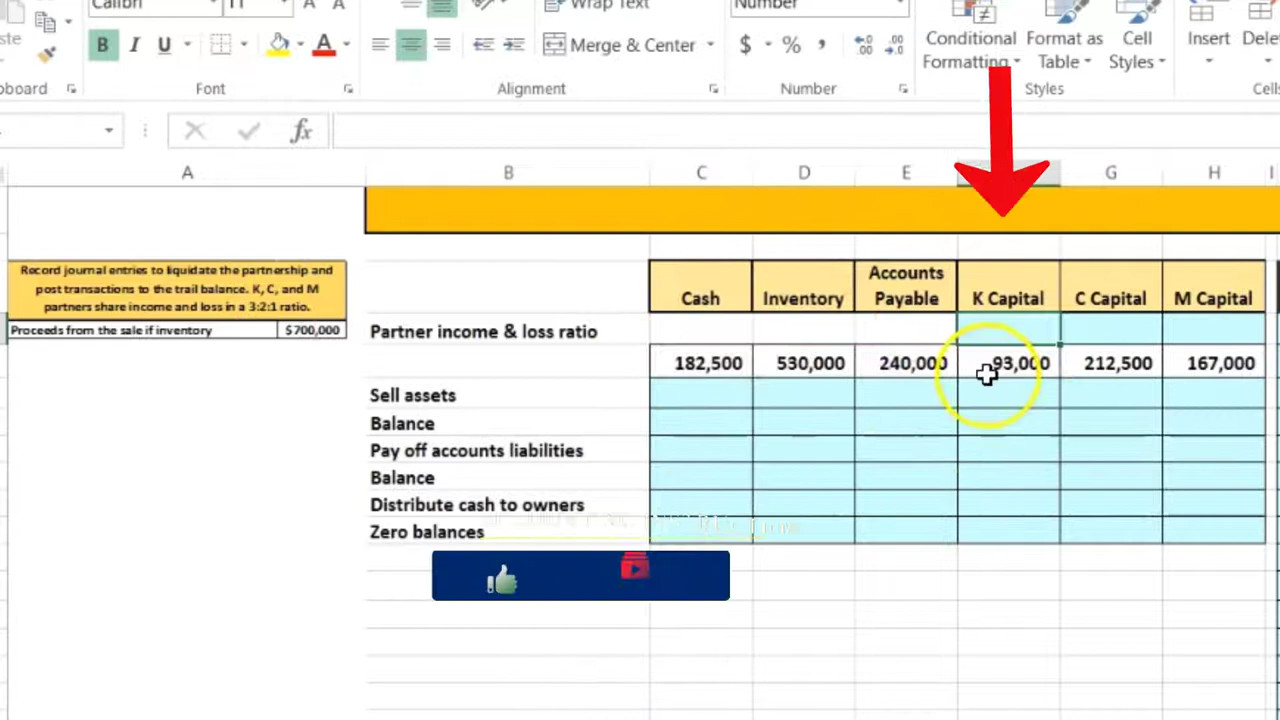 Calibri
11
A
A
Wrap Text
Number
ste
B I U
A
Merge & Center
$ % ,
Conditional Format as Cell
Formatting Table Styles
Insert
Font
Alignment
Number
Styles
fx
A B C D E G H I
Record journal entries to liquidate the partnership and
post transactions to the trail balance. K, C, and M
partners share income and loss in a 3:2:1 ratio.
Proceeds from the sale if inventory $700,000
Cash Inventory Accounts Payable K Capital C Capital M Capital
Partner income & loss ratio
182,500 530,000 240,000 93,000 212,500 167,000
Sell assets
Balance
Pay off accounts liabilities
Balance
Distribute cash to owners
Zero balances